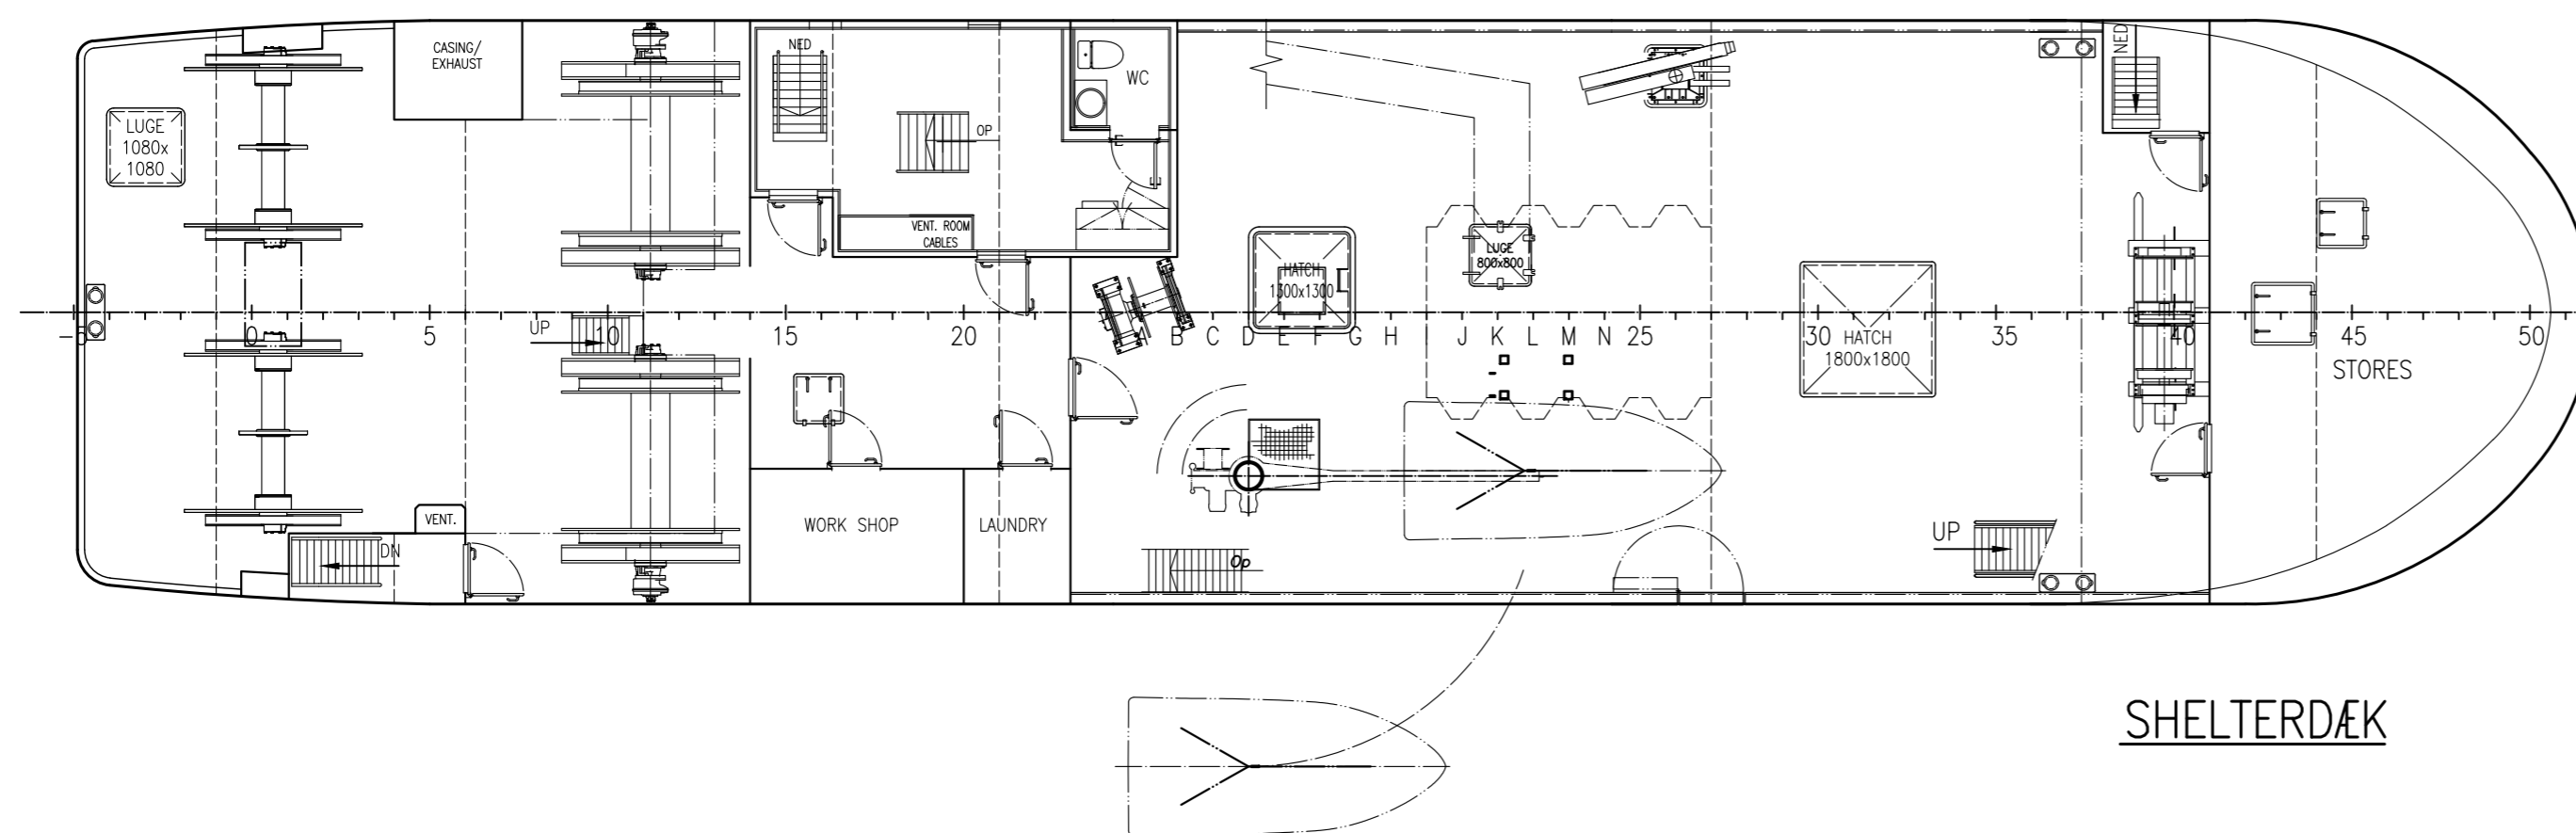 CASING/
EXHAUST
NED
WC
NED
LUGE
1080x
1080
OP
VENT. ROOM
CABLES
LUGE
800x800
HATCH
1300x1300
UP
0
5
10
15
20
A B C D E F G H I J K L M N 25
30
35
40
45
50
HATCH
1800x1800
STORES
VENT.
DN
WORK SHOP
LAUNDRY
Op
UP
SHELTERDÆK